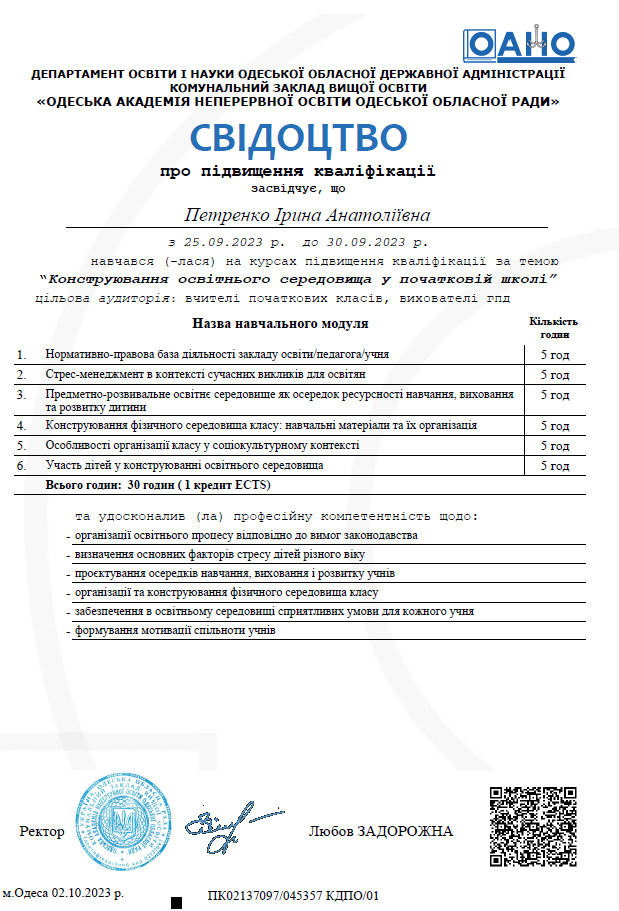 ОАНО
ДЕПАРТАМЕНТ ОСВІТИ І НАУКИ ОДЕСЬКОЇ ОБЛАСНОЇ ДЕРЖАВНОЇ АДМІНІСТРАЦІЇ
КОМУНАЛЬНИЙ ЗАКЛАД ВИЩОЇ ОСВІТИ
«ОДЕСЬКА АКАДЕМІЯ НЕПЕРЕРВНОЇ ОСВІТИ ОДЕСЬКОЇ ОБЛАСНОЇ РАДИ»
СВІДОЦТВО
про підвищення кваліфікації
засвідчує, що
Петренко Ірина Анатоліївна
з 25.09.2023 р. до 30.09.2023 р.
навчався (-лася) на курсах підвищення кваліфікації за темою
“Конструювання освітнього середовища у початковій школі”
цільова аудиторія: вчителі початкових класів, вихователі гпд
Назва навчального модуля Кількість годин
1. Нормативно-правова база діяльності закладу освіти/педагога/учня 5 год
2. Стрес-менеджмент в контексті сучасних викликів для освітян 5 год
3. Предметно-розвивальне освітнє середовище як осередок ресурсності навчання, виховання 5 год
та розвитку дитини
4. Конструювання фізичного середовища класу: навчальні матеріали та їх організація 5 год
5. Особливості організації класу у соціокультурному контексті 5 год
6. Участь дітей у конструюванні освітнього середовища 5 год
Всього годин: 30 годин ( 1 кредит ECTS)
та удосконалив (ла) професійну компетентність щодо:
- організації освітнього процесу відповідно до вимог законодавства
- визначення основних факторів стресу дітей різного віку
- проєктування осередків навчання, виховання і розвитку учнів
- організації та конструювання фізичного середовища класу
- забезпечення в освітньому середовищі сприятливих умови для кожного учня
- формування мотивації спільноти учнів
Ректор Любов ЗАДОРОЖНА
м.Одеса 02.10.2023 р. ПК02137097/045357 КДПО/01